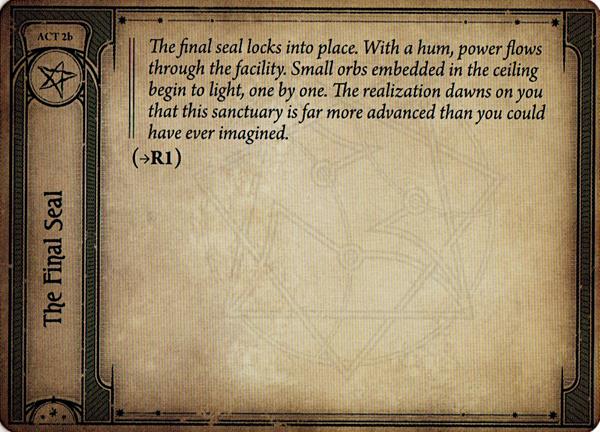 ACT 2b
The Final Seal
The final seal locks into place. With a hum, power flows
through the facility. Small orbs embedded in the ceiling
begin to light, one by one. The realization dawns on you
that this sanctuary is far more advanced than you could
have ever imagined.
(→R1)